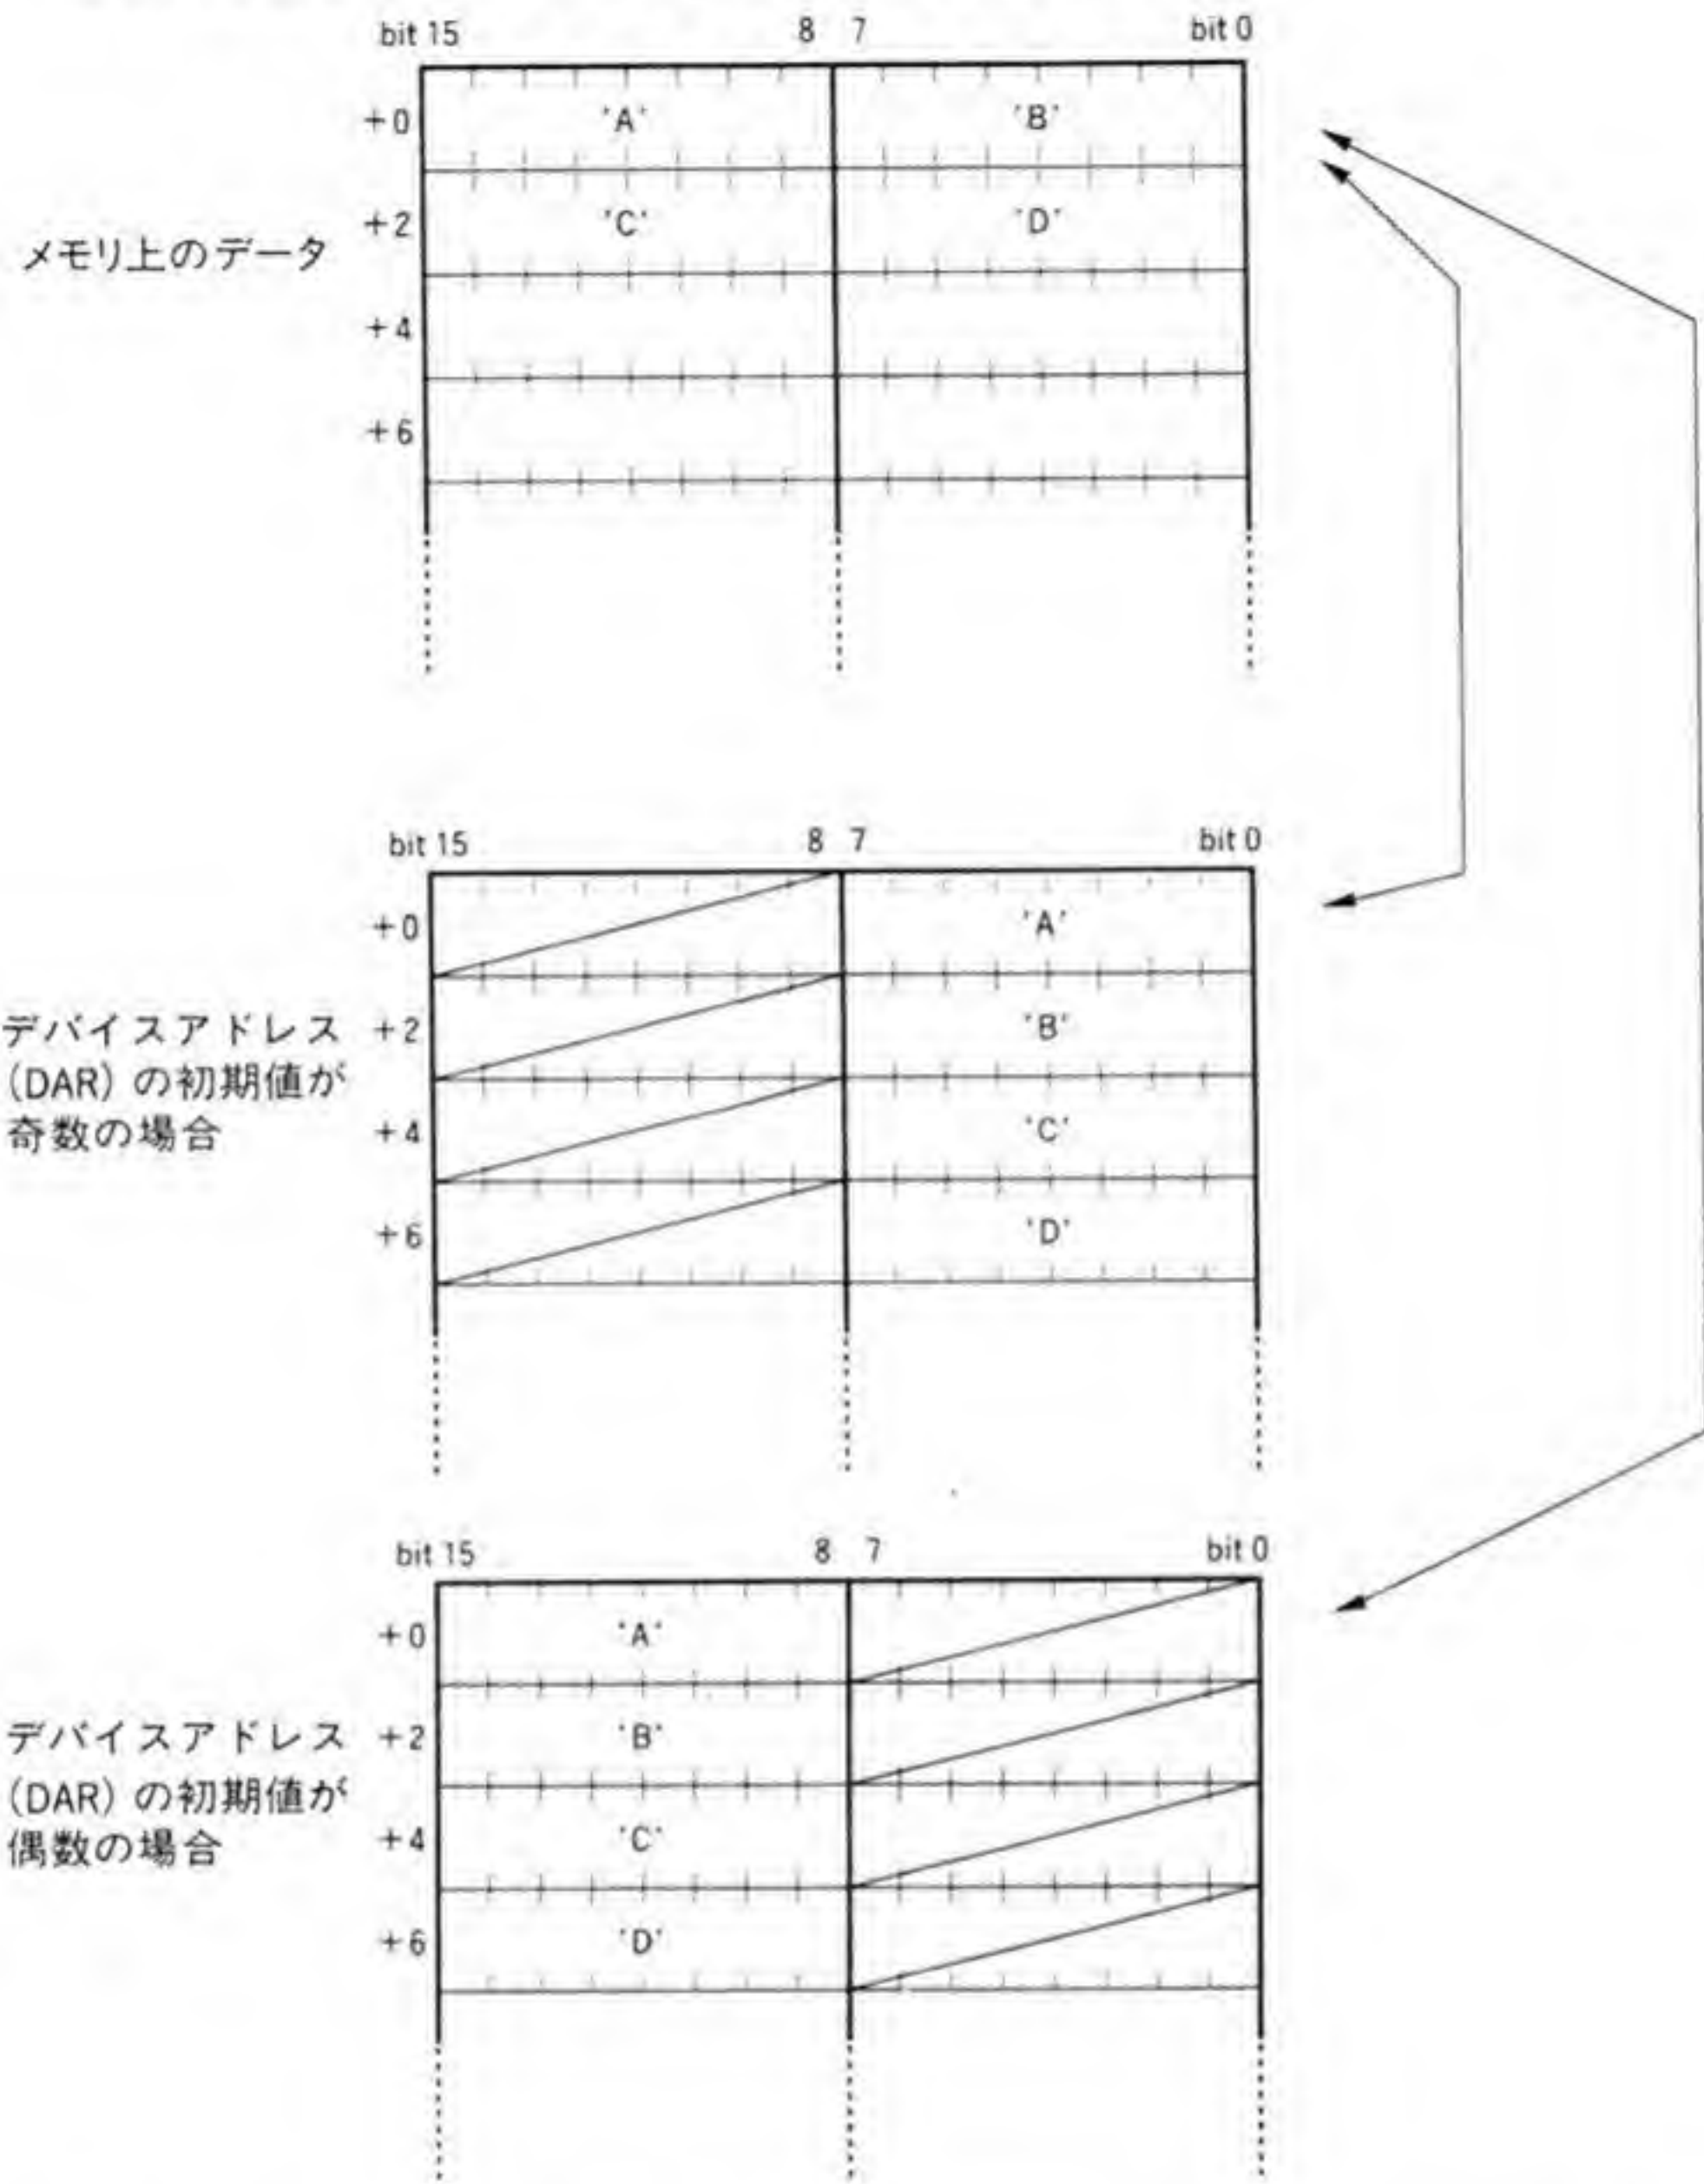 bit 15 8 7 bit 0
+0 'A' 'B'
+2 'C' 'D'
メモリ上のデータ
+4
+6
bit 15 8 7 bit 0
+0 'A'
デバイスアドレス
(DAR) の初期値が
奇数の場合
+2 'B'
+4 'C'
+6 'D'
bit 15 8 7 bit 0
+0 'A'
デバイスアドレス
(DAR) の初期値が
偶数の場合
+2 'B'
+4 'C'
+6 'D'